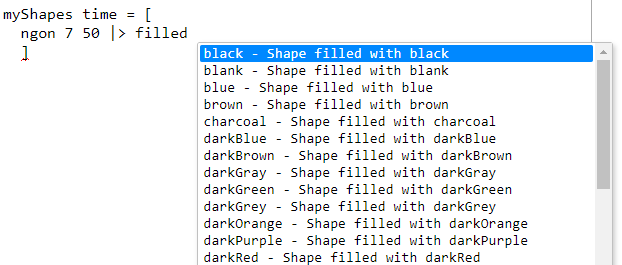 myShapes time = [
ngon 7 50 |> filled
]
black - Shape filled with black
blank - Shape filled with blank
blue - Shape filled with blue
brown - Shape filled with brown
charcoal - Shape filled with charcoal
darkBlue - Shape filled with darkBlue
darkBrown - Shape filled with darkBrown
darkGray - Shape filled with darkGray
darkGreen - Shape filled with darkGreen
darkGrey - Shape filled with darkGrey
darkOrange - Shape filled with darkOrange
darkPurple - Shape filled with darkPurple
darkRed - Shape filled with darkRed